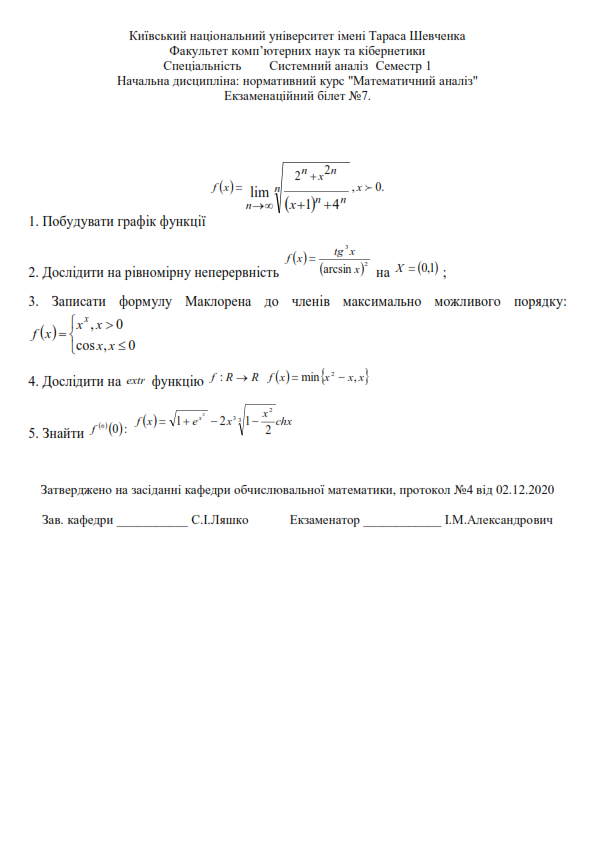 Київський національний університет імені Тараса Шевченка
Факультет комп’ютерних наук та кібернетики
Спеціальність Системний аналіз Семестр 1
Начальна дисципліна: нормативний курс "Математичний аналіз"
Екзаменаційний білет №7.
1. Побудувати графік функції f(x) = lim_{n→∞} \sqrt[n]{\frac{2^n + x^{2n}}{(x+1)^n + 4^n}}, x ≻ 0.
2. Дослідити на рівномірну неперервність f(x) = \frac{tg^3 x}{(arcsin x)^2} на X = (0,1) ;
3. Записати формулу Маклорена до членів максимально можливого порядку:
f(x) = \begin{cases} x^x, x > 0 \\ cos x, x ≤ 0 \end{cases}
4. Дослідити на extr функцію f : R → R f(x) = min{x^2 − x, x}
5. Знайти f^{(6)}(0): f(x) = \sqrt{1 + e^{x^2}} − 2x^3 \sqrt[3]{1 − \frac{x^2}{2}} chx
Затверджено на засіданні кафедри обчислювальної математики, протокол №4 від 02.12.2020
Зав. кафедри ___________ С.І.Ляшко Екзаменатор ____________ І.М.Александрович